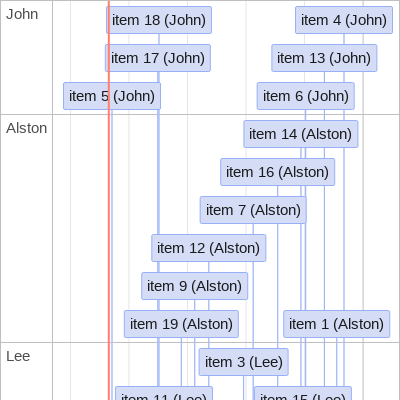 John
item 18 (John)
item 4 (John)
item 17 (John)
item 13 (John)
item 5 (John)
item 6 (John)
Alston
item 14 (Alston)
item 16 (Alston)
item 7 (Alston)
item 12 (Alston)
item 9 (Alston)
item 19 (Alston)
item 1 (Alston)
Lee
item 3 (Lee)
item 11 (Lee)
item 15 (Lee)